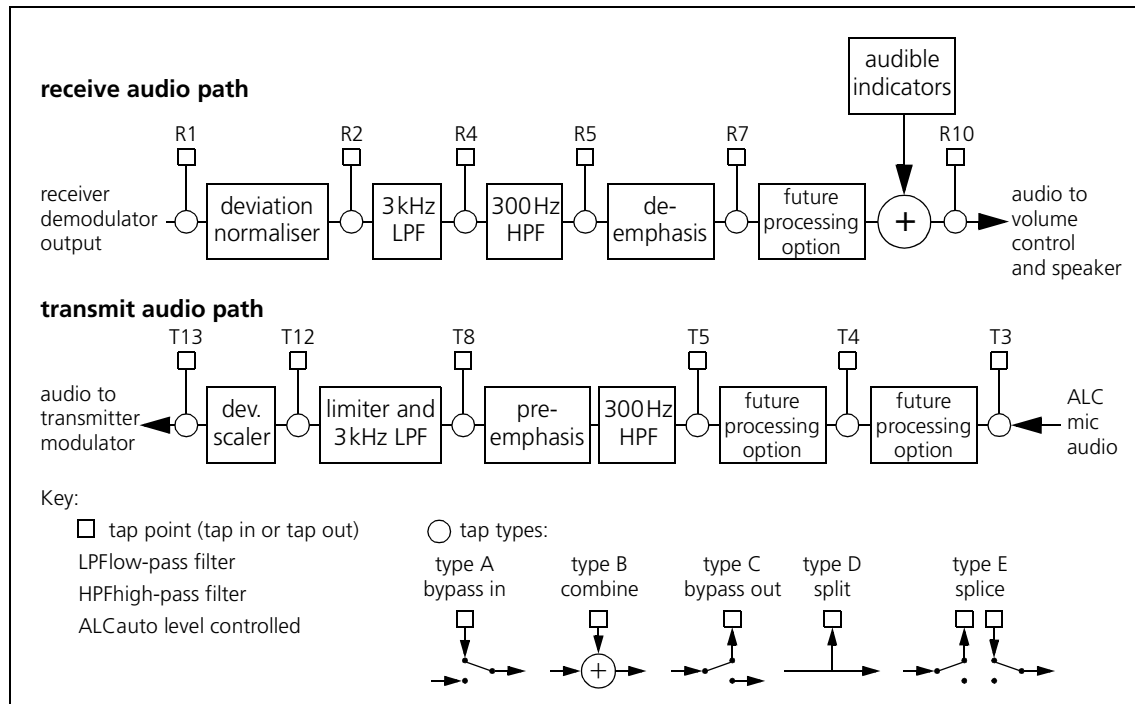 receive audio path
audible
indicators
R1
R2
R4
R5
R7
R10
receiver
demodulator
output
deviation
normaliser
3kHz
LPF
300Hz
HPF
de-
emphasis
future
processing
option
+
audio to
volume
control
and speaker
transmit audio path
T13
T12
T8
T5
T4
T3
audio to
transmitter
modulator
dev.
scaler
limiter and
3kHz LPF
pre-
emphasis
300Hz
HPF
future
processing
option
future
processing
option
ALC
mic
audio
Key:
tap point (tap in or tap out)
tap types:
LPFlow-pass filter
HPFhigh-pass filter
ALCauto level controlled
type A
bypass in
type B
combine
type C
bypass out
type D
split
type E
splice
+